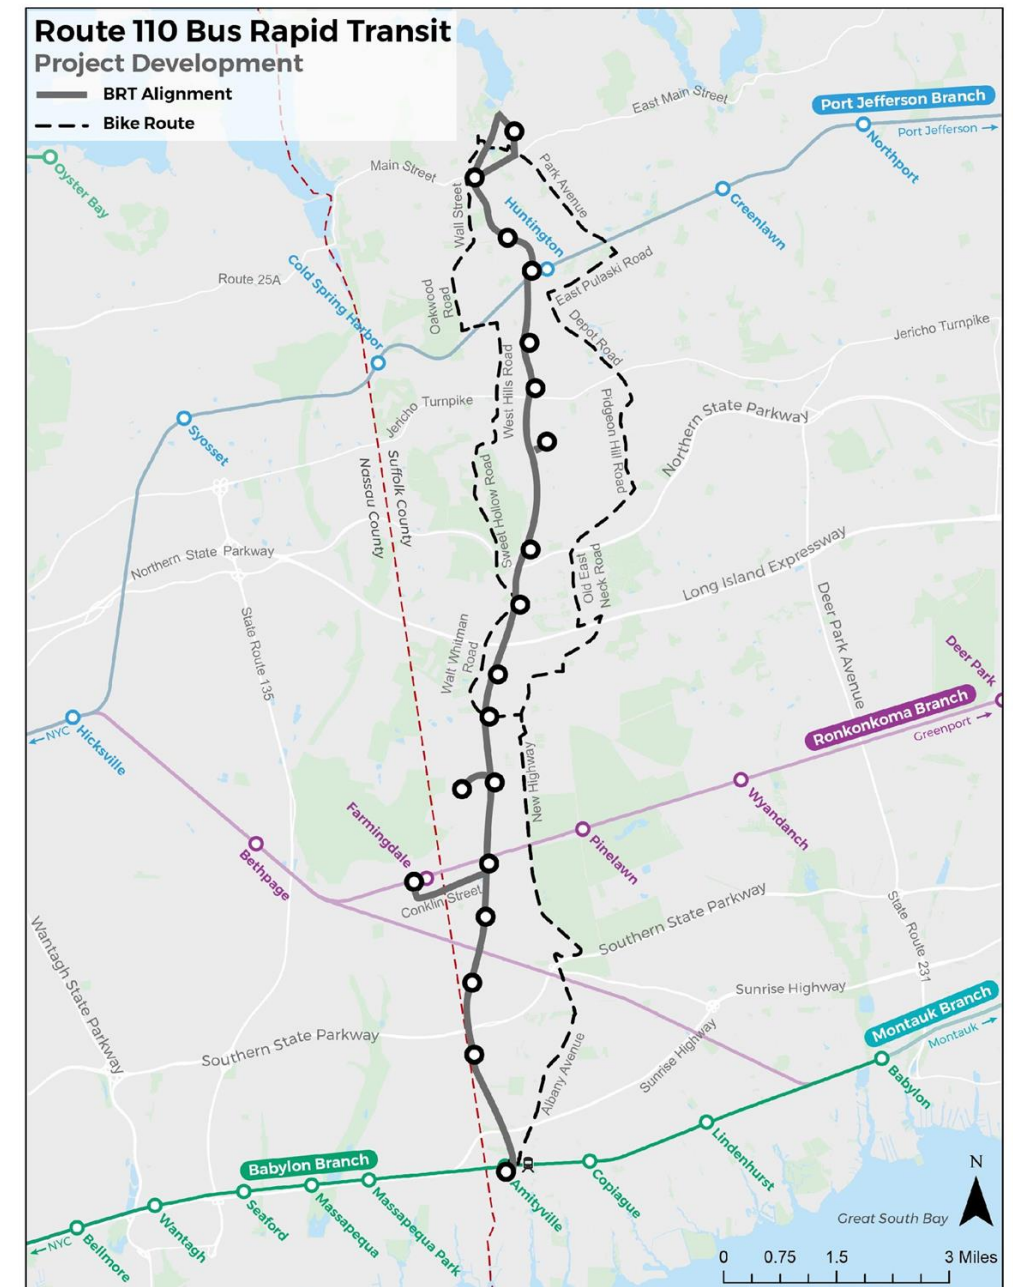 Route 110 Bus Rapid Transit
Project Development
BRT Alignment
Bike Route
East Main Street
Port Jefferson Branch
Port Jefferson →
Northport
Oyster Bay
Main Street
Park Avenue
Greenlawn
Wall Street
Huntington
Route 25A
Cold Spring Harbor
Oakwood
Road
East Pulaski Road
Depot Road
Jericho Turnpike
West Hills Road
Jericho Turnpike
Pidgeon Hill Road
Northern State Parkway
Syosset
Nassau County
Suffolk County
Sweet Hollow Road
Northern State Parkway
Old East
Neck Road
Long Island Expressway
State Route 135
Walt Whitman
Road
Deer Park Avenue
Deer Park
Ronkonkoma Branch
Greenport →
← NYC
Hicksville
New Highway
Wyandanch
Farmingdale
Pinelawn
Bethpage
Conklin Street
Wantagh State Parkway
Southern State Parkway
State Route 231
Sunrise Highway
Montauk Branch
Montauk →
Southern State Parkway
Sunrise Highway
Albany Avenue
Babylon
Lindenhurst
Babylon Branch
Copiague
Amityville
Massapequa Park
Massapequa
Seaford
Wantagh
← NYC
Bellmore
Great South Bay
N
0 0.75 1.5 3 Miles